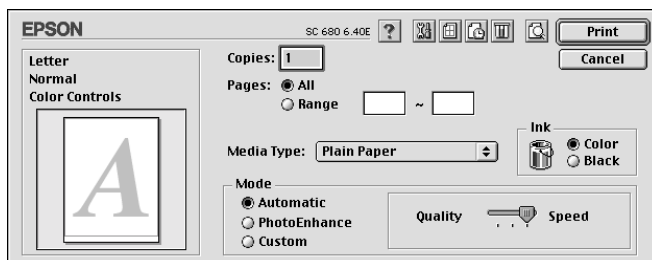 EPSON
SC 680 6.40E
?
Print
Letter
Normal
Color Controls
A
Copies: 1
Cancel
Pages: All
Range ~
Media Type: Plain Paper
Ink
Color
Black
Mode
Automatic
PhotoEnhance
Custom
Quality Speed